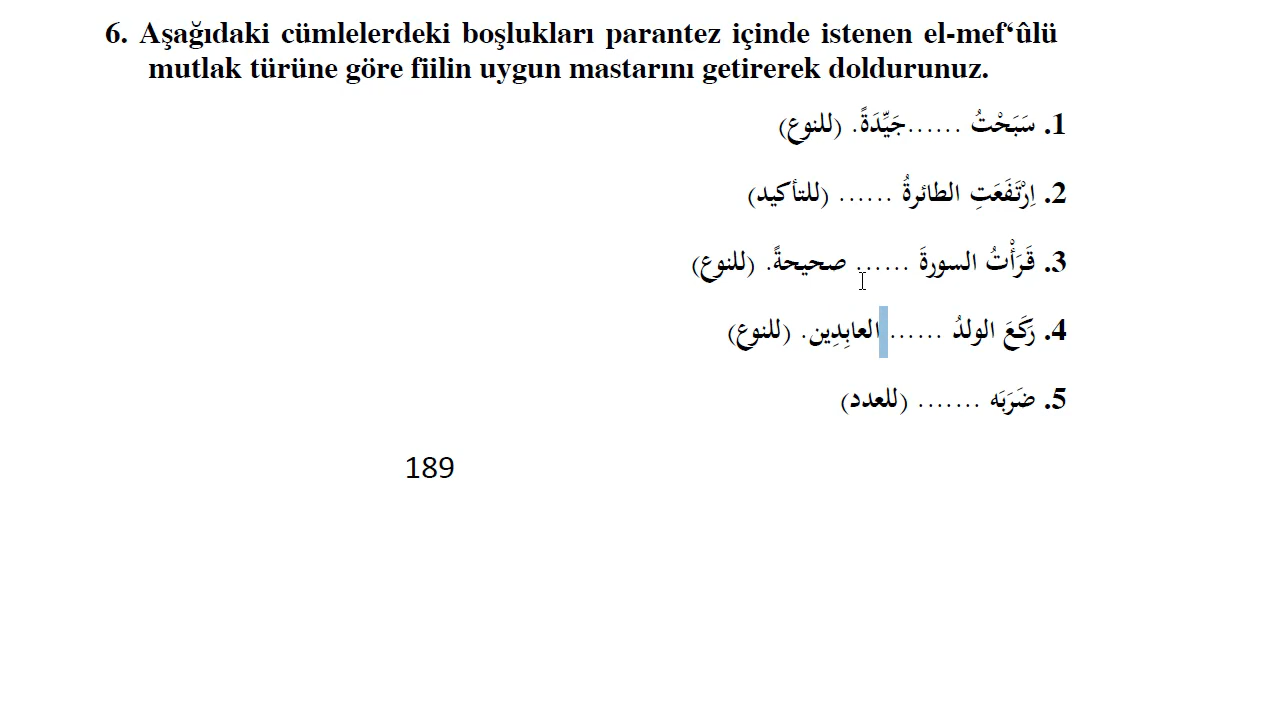 6. Aşağıdaki cümlelerdeki boşlukları parantez içinde istenen el-mef‘ûlü
mutlak türüne göre fiilin uygun mastarını getirerek doldurunuz.
1. سَبَحْتُ ......جَيِّدَةً. (للنوع)
2. اِرْتَفَعَتِ الطائرةُ ...... (للتأكيد)
3. قَرَأْتُ السورةَ ...... صحيحةً. (للنوع)
4. رَكَعَ الولدُ ...... العابِدِين. (للنوع)
5. ضَرَبَه ....... (للعدد)
189